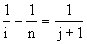 1/i - 1/n = 1/(j + 1)